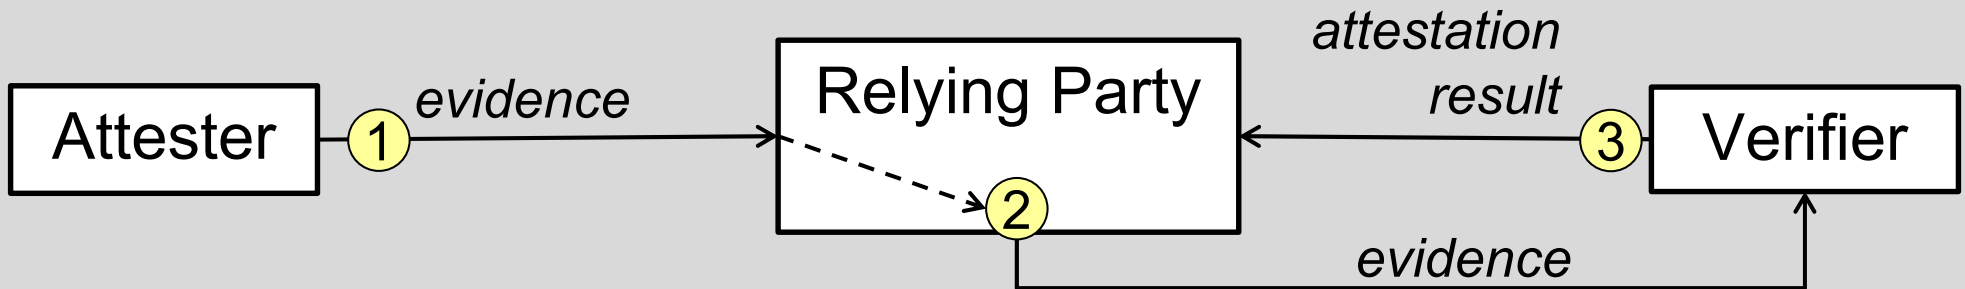 Attester
1
evidence
Relying Party
2
attestation
result
3
Verifier
evidence